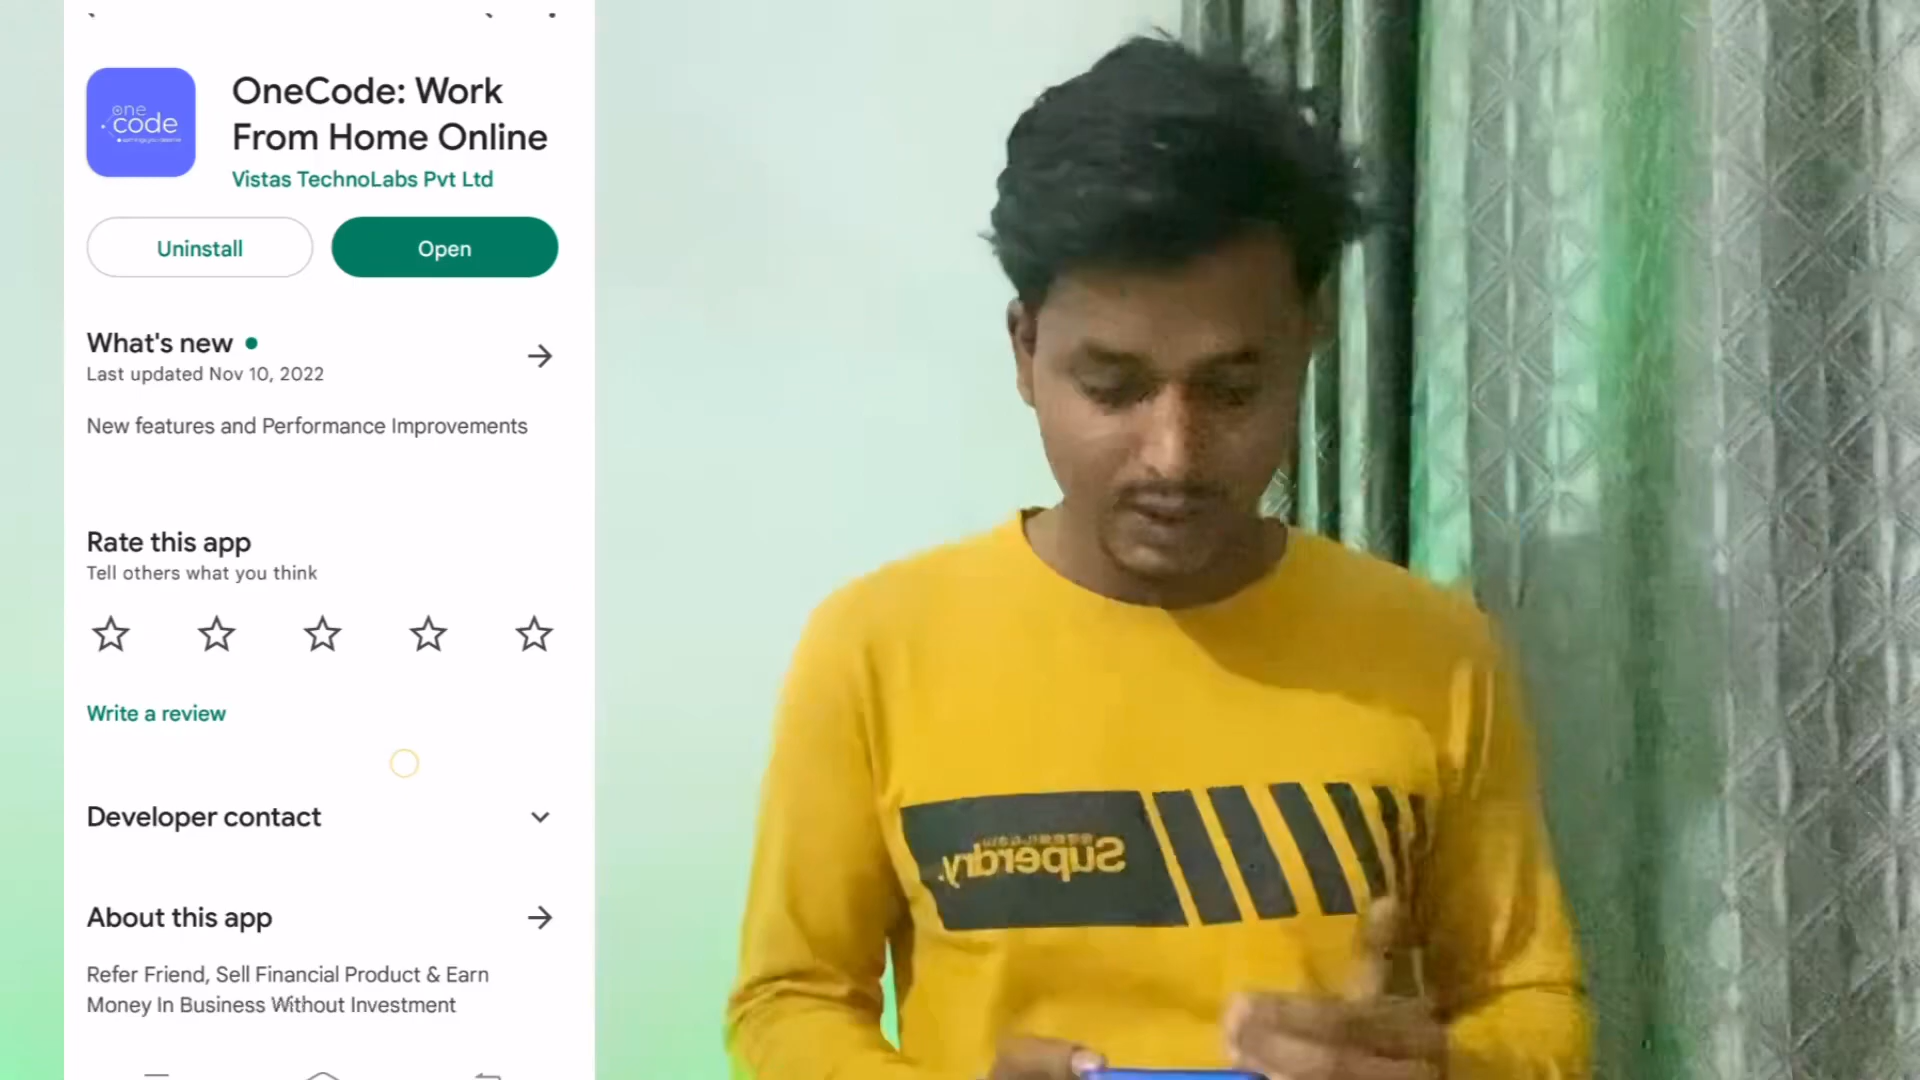 one
code
OneCode: Work
From Home Online
Vistas TechnoLabs Pvt Ltd
Uninstall
Open
What's new
Last updated Nov 10, 2022
New features and Performance Improvements
Rate this app
Tell others what you think
Write a review
Developer contact
About this app
Refer Friend, Sell Financial Product & Earn
Money In Business Without Investment
Superdry.